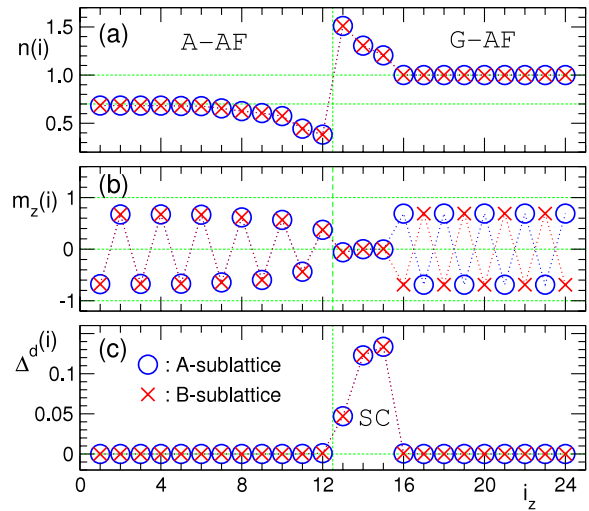 (a) A-AF G-AF
n(i)
1.5
1.0
0.5
(b)
m_z(i)
1
0
-1
(c)
Δ^d(i)
0.1
0.05
0
○ : A-sublattice
× : B-sublattice
SC
0 4 8 12 16 20 24
i_z